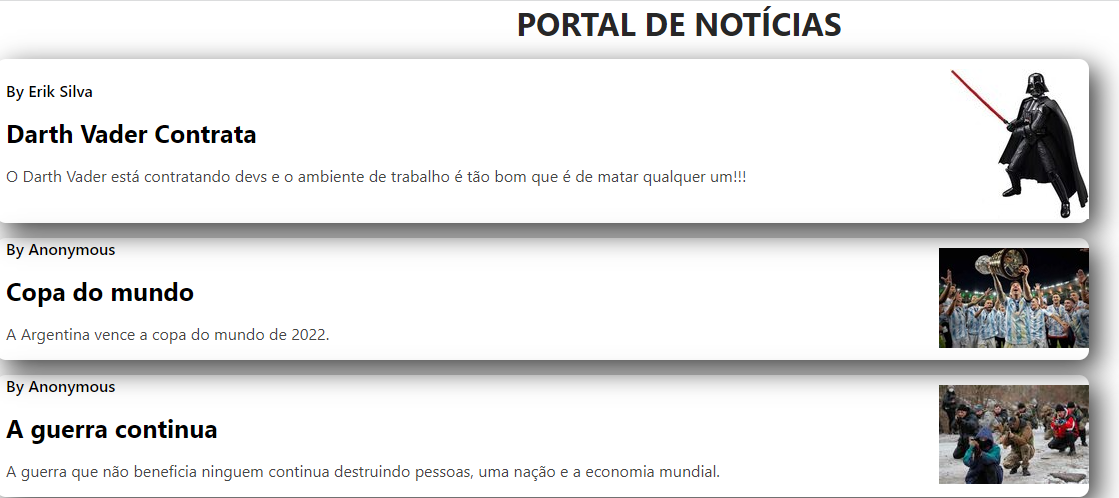 PORTAL DE NOTÍCIAS
By Erik Silva
Darth Vader Contrata
O Darth Vader está contratando devs e o ambiente de trabalho é tão bom que é de matar qualquer um!!!
By Anonymous
Copa do mundo
A Argentina vence a copa do mundo de 2022.
By Anonymous
A guerra continua
A guerra que não beneficia ninguem continua destruindo pessoas, uma nação e a economia mundial.